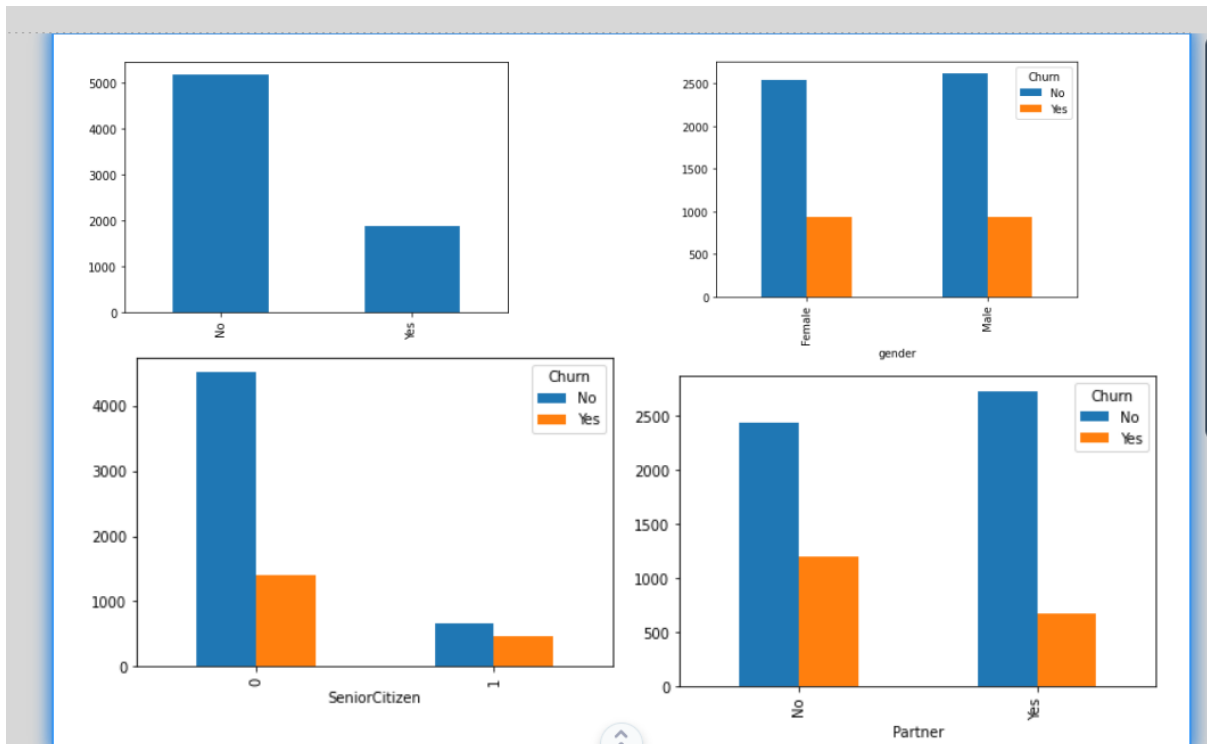 5000
4000
3000
2000
1000
0
No
Yes
2500
2000
1500
1000
500
0
Churn
No
Yes
Female
Male
gender
4000
3000
2000
1000
0
Churn
No
Yes
0
1
SeniorCitizen
2500
2000
1500
1000
500
0
Churn
No
Yes
No
Yes
Partner